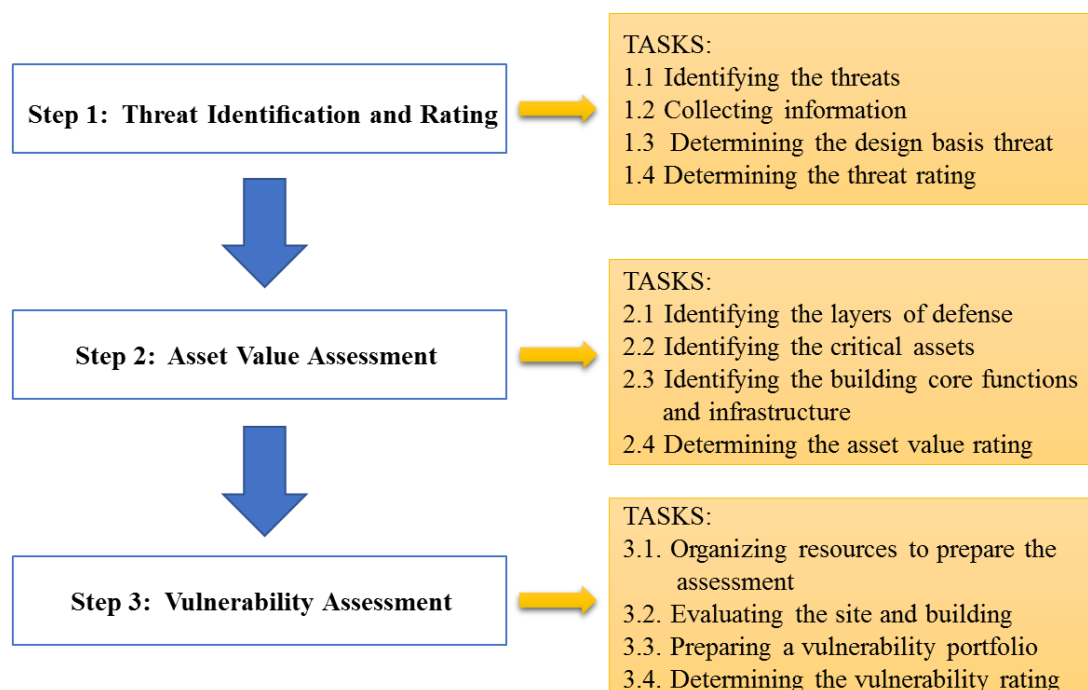 Step 1: Threat Identification and Rating
TASKS:
1.1 Identifying the threats
1.2 Collecting information
1.3 Determining the design basis threat
1.4 Determining the threat rating
Step 2: Asset Value Assessment
TASKS:
2.1 Identifying the layers of defense
2.2 Identifying the critical assets
2.3 Identifying the building core functions
and infrastructure
2.4 Determining the asset value rating
Step 3: Vulnerability Assessment
TASKS:
3.1. Organizing resources to prepare the
assessment
3.2. Evaluating the site and building
3.3. Preparing a vulnerability portfolio
3.4. Determining the vulnerability rating